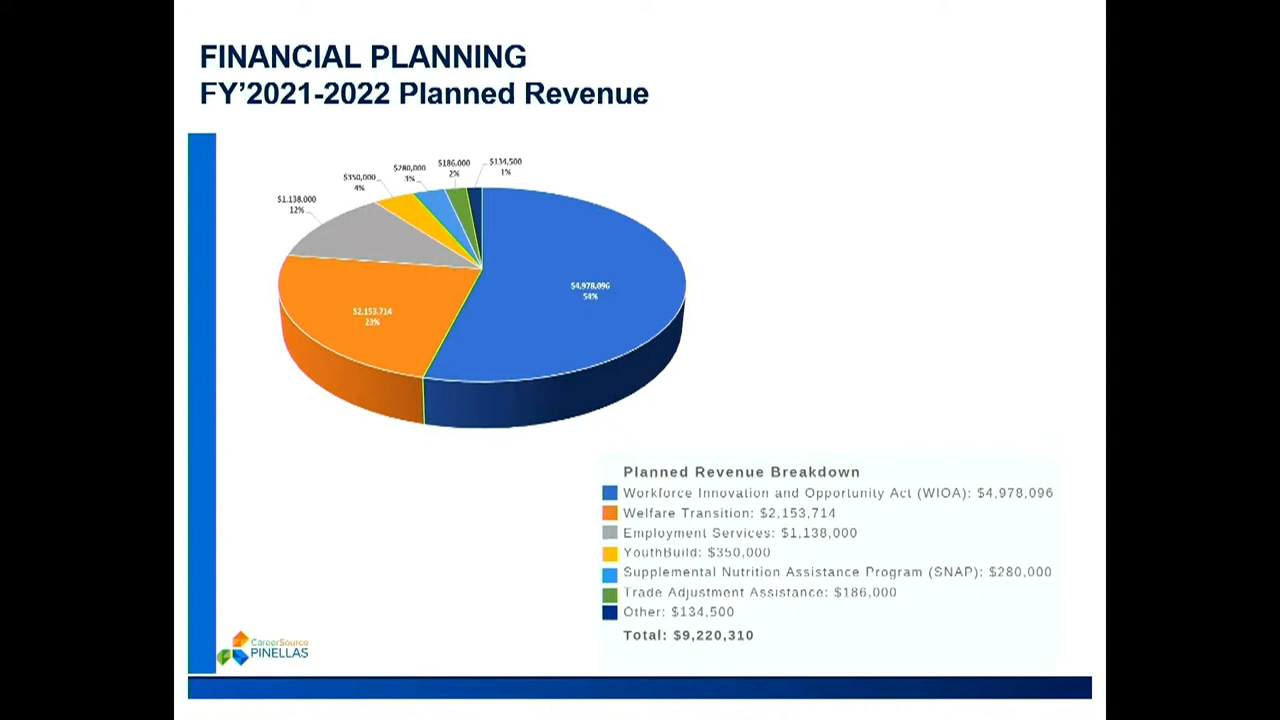 FINANCIAL PLANNING
FY'2021-2022 Planned Revenue
$1,138,000
12%
$350,000
4%
$280,000
3%
$186,000
2%
$134,500
1%
$4,978,096
54%
$2,153,714
23%
Planned Revenue Breakdown
Workforce Innovation and Opportunity Act (WIOA): $4,978,096
Welfare Transition: $2,153,714
Employment Services: $1,138,000
YouthBuild: $350,000
Supplemental Nutrition Assistance Program (SNAP): $280,000
Trade Adjustment Assistance: $186,000
Other: $134,500
Total: $9,220,310
CareerSource
PINELLAS